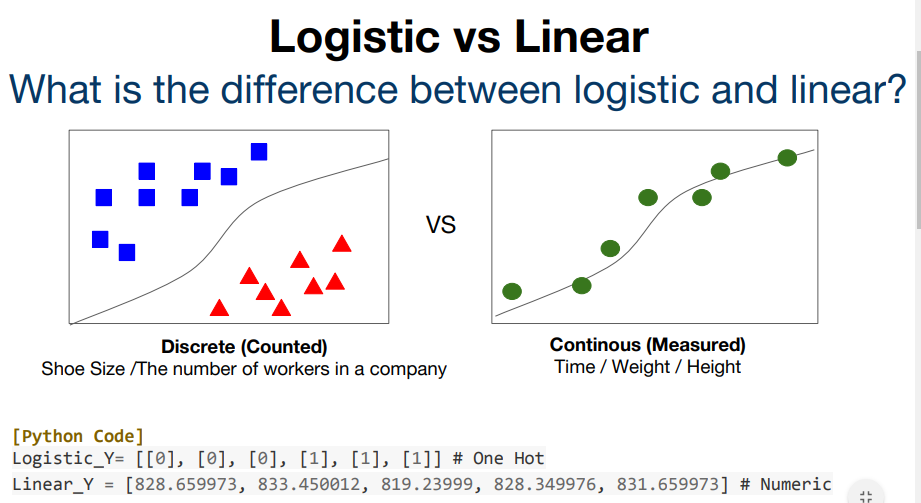 Logistic vs Linear
What is the difference between logistic and linear?
VS
Discrete (Counted)
Shoe Size /The number of workers in a company
Continous (Measured)
Time / Weight / Height
[Python Code]
Logistic_Y= [[0], [0], [0], [1], [1], [1]] # One Hot
Linear_Y = [828.659973, 833.450012, 819.23999, 828.349976, 831.659973] # Numeric